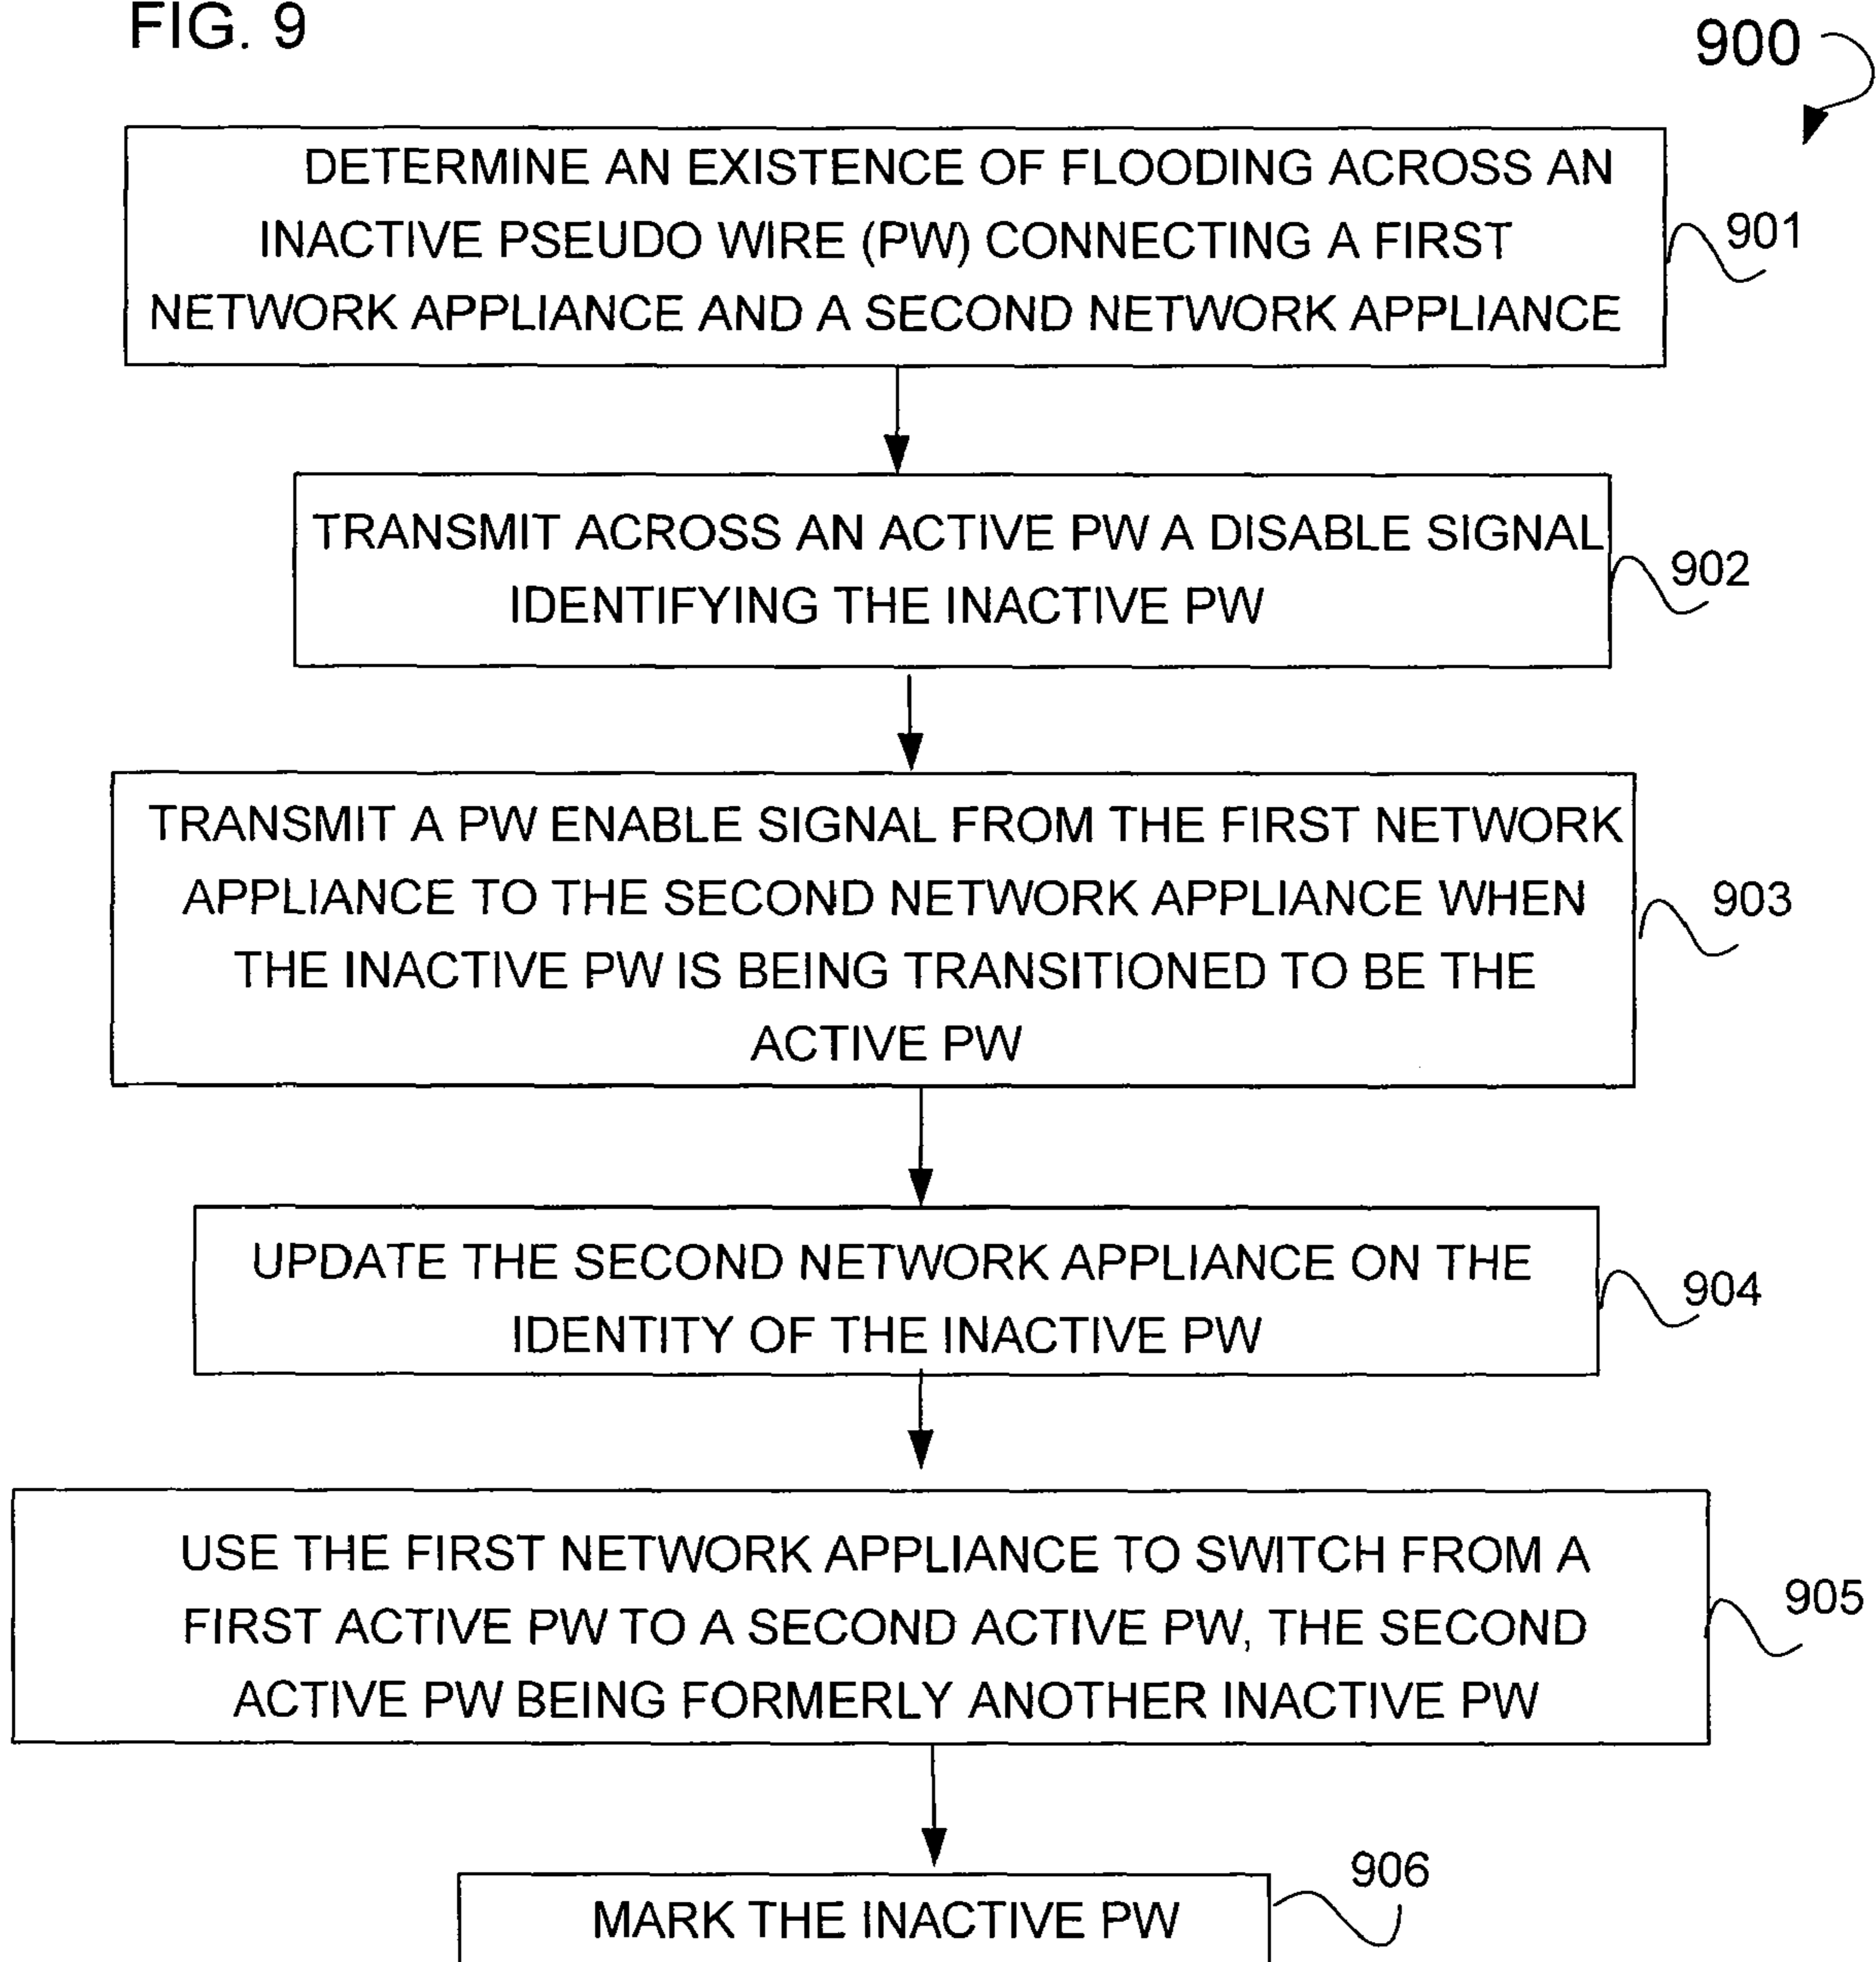 FIG. 9
900
DETERMINE AN EXISTENCE OF FLOODING ACROSS AN
INACTIVE PSEUDO WIRE (PW) CONNECTING A FIRST
NETWORK APPLIANCE AND A SECOND NETWORK APPLIANCE
901
TRANSMIT ACROSS AN ACTIVE PW A DISABLE SIGNAL
IDENTIFYING THE INACTIVE PW
902
TRANSMIT A PW ENABLE SIGNAL FROM THE FIRST NETWORK
APPLIANCE TO THE SECOND NETWORK APPLIANCE WHEN
THE INACTIVE PW IS BEING TRANSITIONED TO BE THE
ACTIVE PW
903
UPDATE THE SECOND NETWORK APPLIANCE ON THE
IDENTITY OF THE INACTIVE PW
904
USE THE FIRST NETWORK APPLIANCE TO SWITCH FROM A
FIRST ACTIVE PW TO A SECOND ACTIVE PW, THE SECOND
ACTIVE PW BEING FORMERLY ANOTHER INACTIVE PW
905
MARK THE INACTIVE PW
906